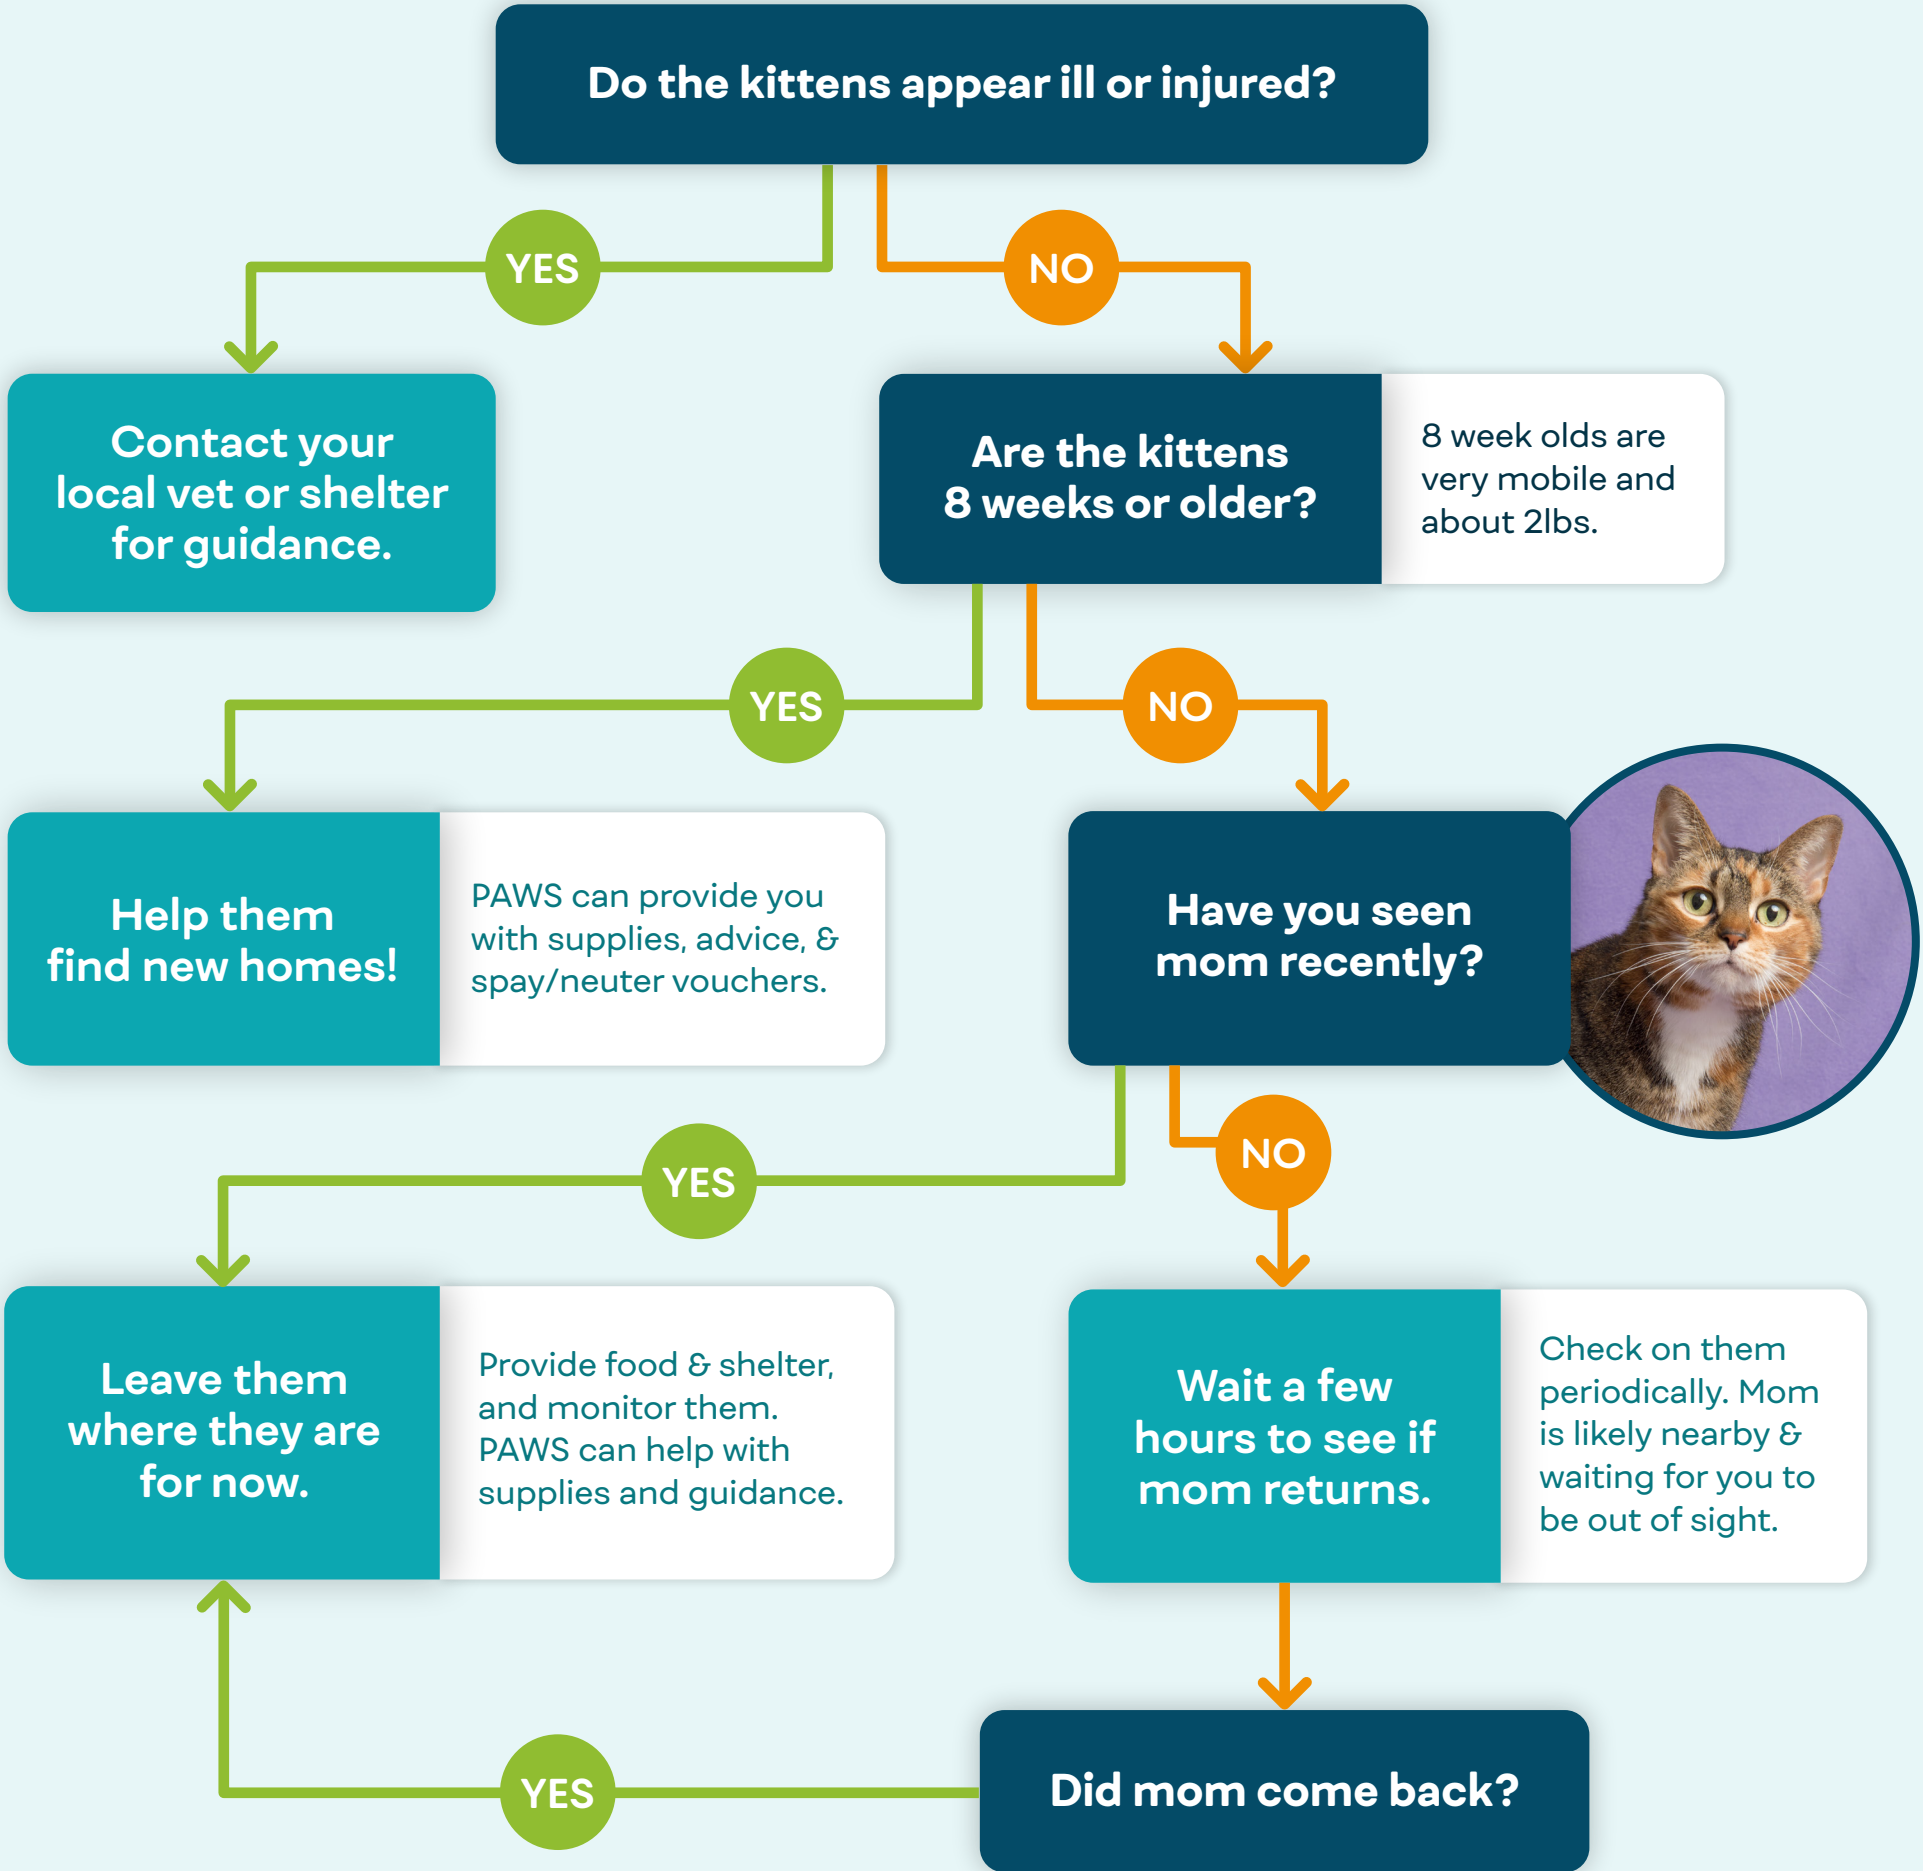 Do the kittens appear ill or injured?
YES
NO
Contact your
local vet or shelter
for guidance.
Are the kittens
8 weeks or older?
8 week olds are
very mobile and
about 2lbs.
YES
NO
Help them
find new homes!
PAWS can provide you
with supplies, advice, &
spay/neuter vouchers.
Have you seen
mom recently?
YES
NO
Leave them
where they are
for now.
Provide food & shelter,
and monitor them.
PAWS can help with
supplies and guidance.
Wait a few
hours to see if
mom returns.
Check on them
periodically. Mom
is likely nearby &
waiting for you to
be out of sight.
YES
Did mom come back?